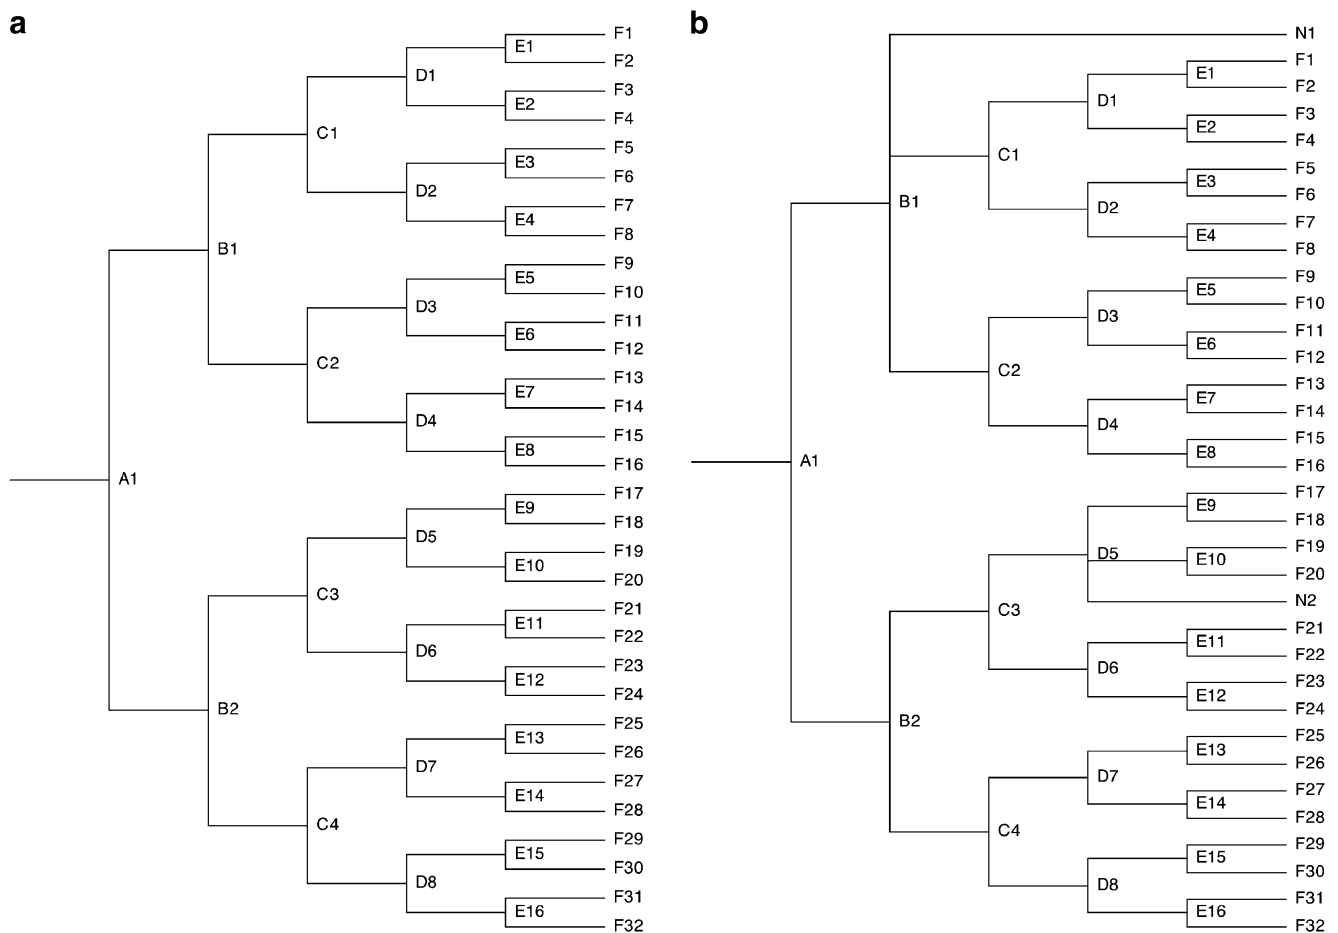 a
F1
E1
F2
D1
F3
E2
F4
C1
F5
E3
F6
D2
F7
E4
F8
B1
F9
E5
F10
D3
F11
E6
F12
C2
F13
E7
F14
D4
F15
E8
F16
A1
F17
E9
F18
D5
F19
E10
F20
C3
F21
E11
F22
D6
F23
E12
F24
B2
F25
E13
F26
D7
F27
E14
F28
C4
F29
E15
F30
D8
F31
E16
F32
b
N1
F1
E1
F2
D1
F3
E2
F4
C1
F5
E3
F6
D2
F7
E4
F8
B1
F9
E5
F10
D3
F11
E6
F12
C2
F13
E7
F14
D4
F15
E8
F16
A1
F17
E9
F18
D5
F19
E10
F20
N2
C3
F21
E11
F22
D6
F23
E12
F24
B2
F25
E13
F26
D7
F27
E14
F28
C4
F29
E15
F30
D8
F31
E16
F32